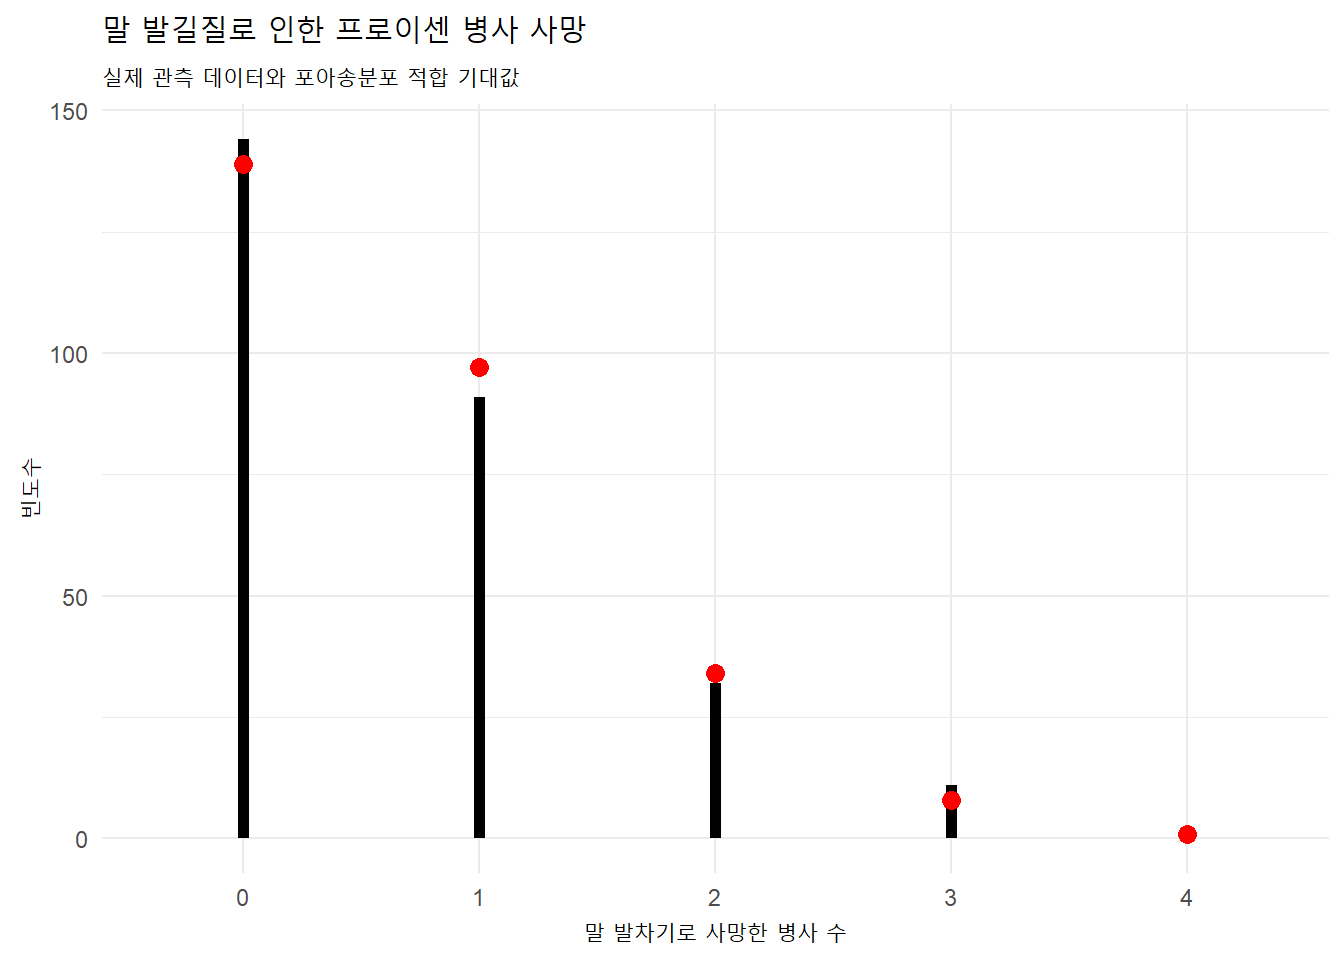 말 발길질로 인한 프로이센 병사 사망
실제 관측 데이터와 포아송분포 적합 기대값
150
100
50
0
빈도수
0 1 2 3 4
말 발차기로 사망한 병사 수